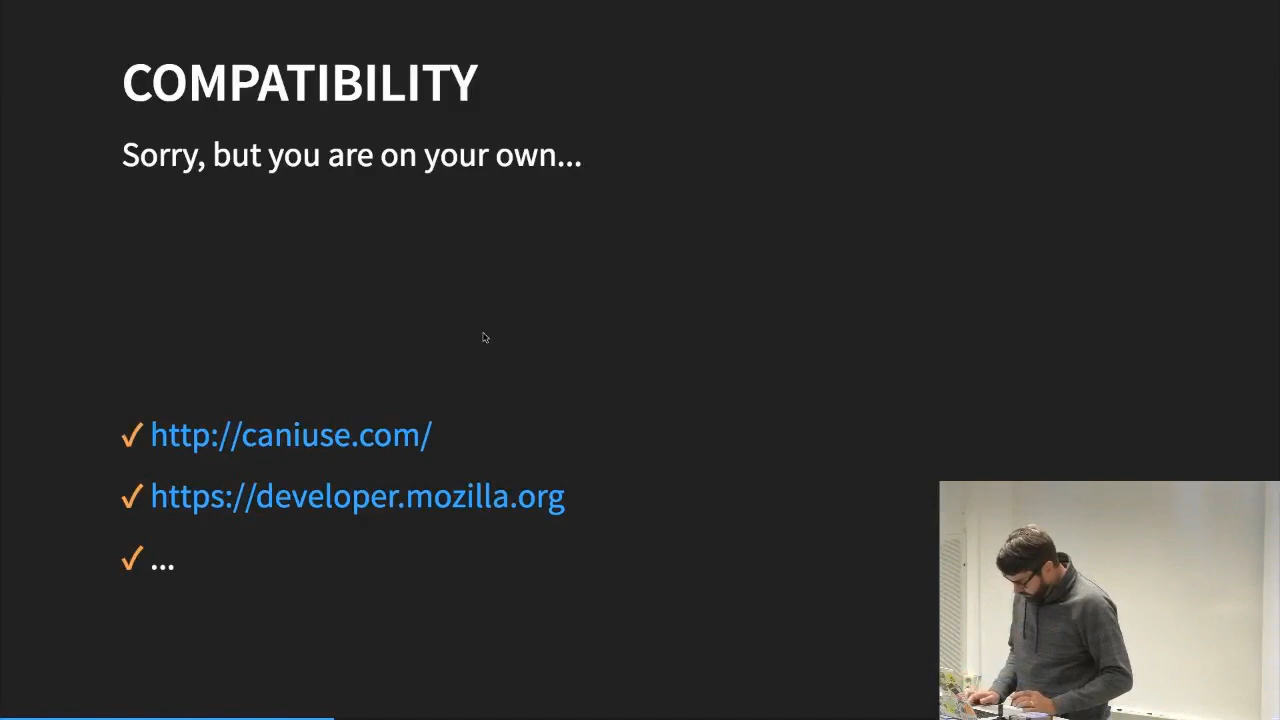 COMPATIBILITY
Sorry, but you are on your own...
✓ http://caniuse.com/
✓ https://developer.mozilla.org
✓ ...